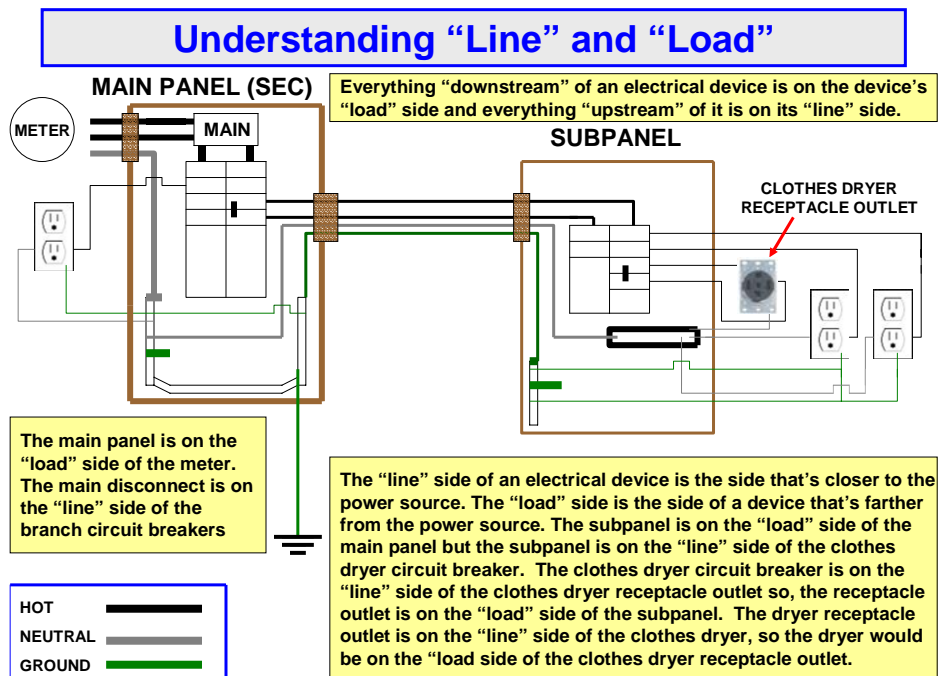 Understanding “Line” and “Load”
MAIN PANEL (SEC)
Everything “downstream” of an electrical device is on the device’s
“load” side and everything “upstream” of it is on its “line” side.
METER
MAIN
SUBPANEL
CLOTHES DRYER
RECEPTACLE OUTLET
The main panel is on the
“load” side of the meter.
The main disconnect is on
the “line” side of the
branch circuit breakers
The “line” side of an electrical device is the side that’s closer to the
power source. The “load” side is the side of a device that’s farther
from the power source. The subpanel is on the “load” side of the
main panel but the subpanel is on the “line” side of the clothes
dryer circuit breaker.  The clothes dryer circuit breaker is on the
“line” side of the clothes dryer receptacle outlet so, the receptacle
outlet is on the “load” side of the subpanel.  The dryer receptacle
outlet is on the “line” side of the clothes dryer, so the dryer would
be on the “load side of the clothes dryer receptacle outlet.
HOT
NEUTRAL
GROUND